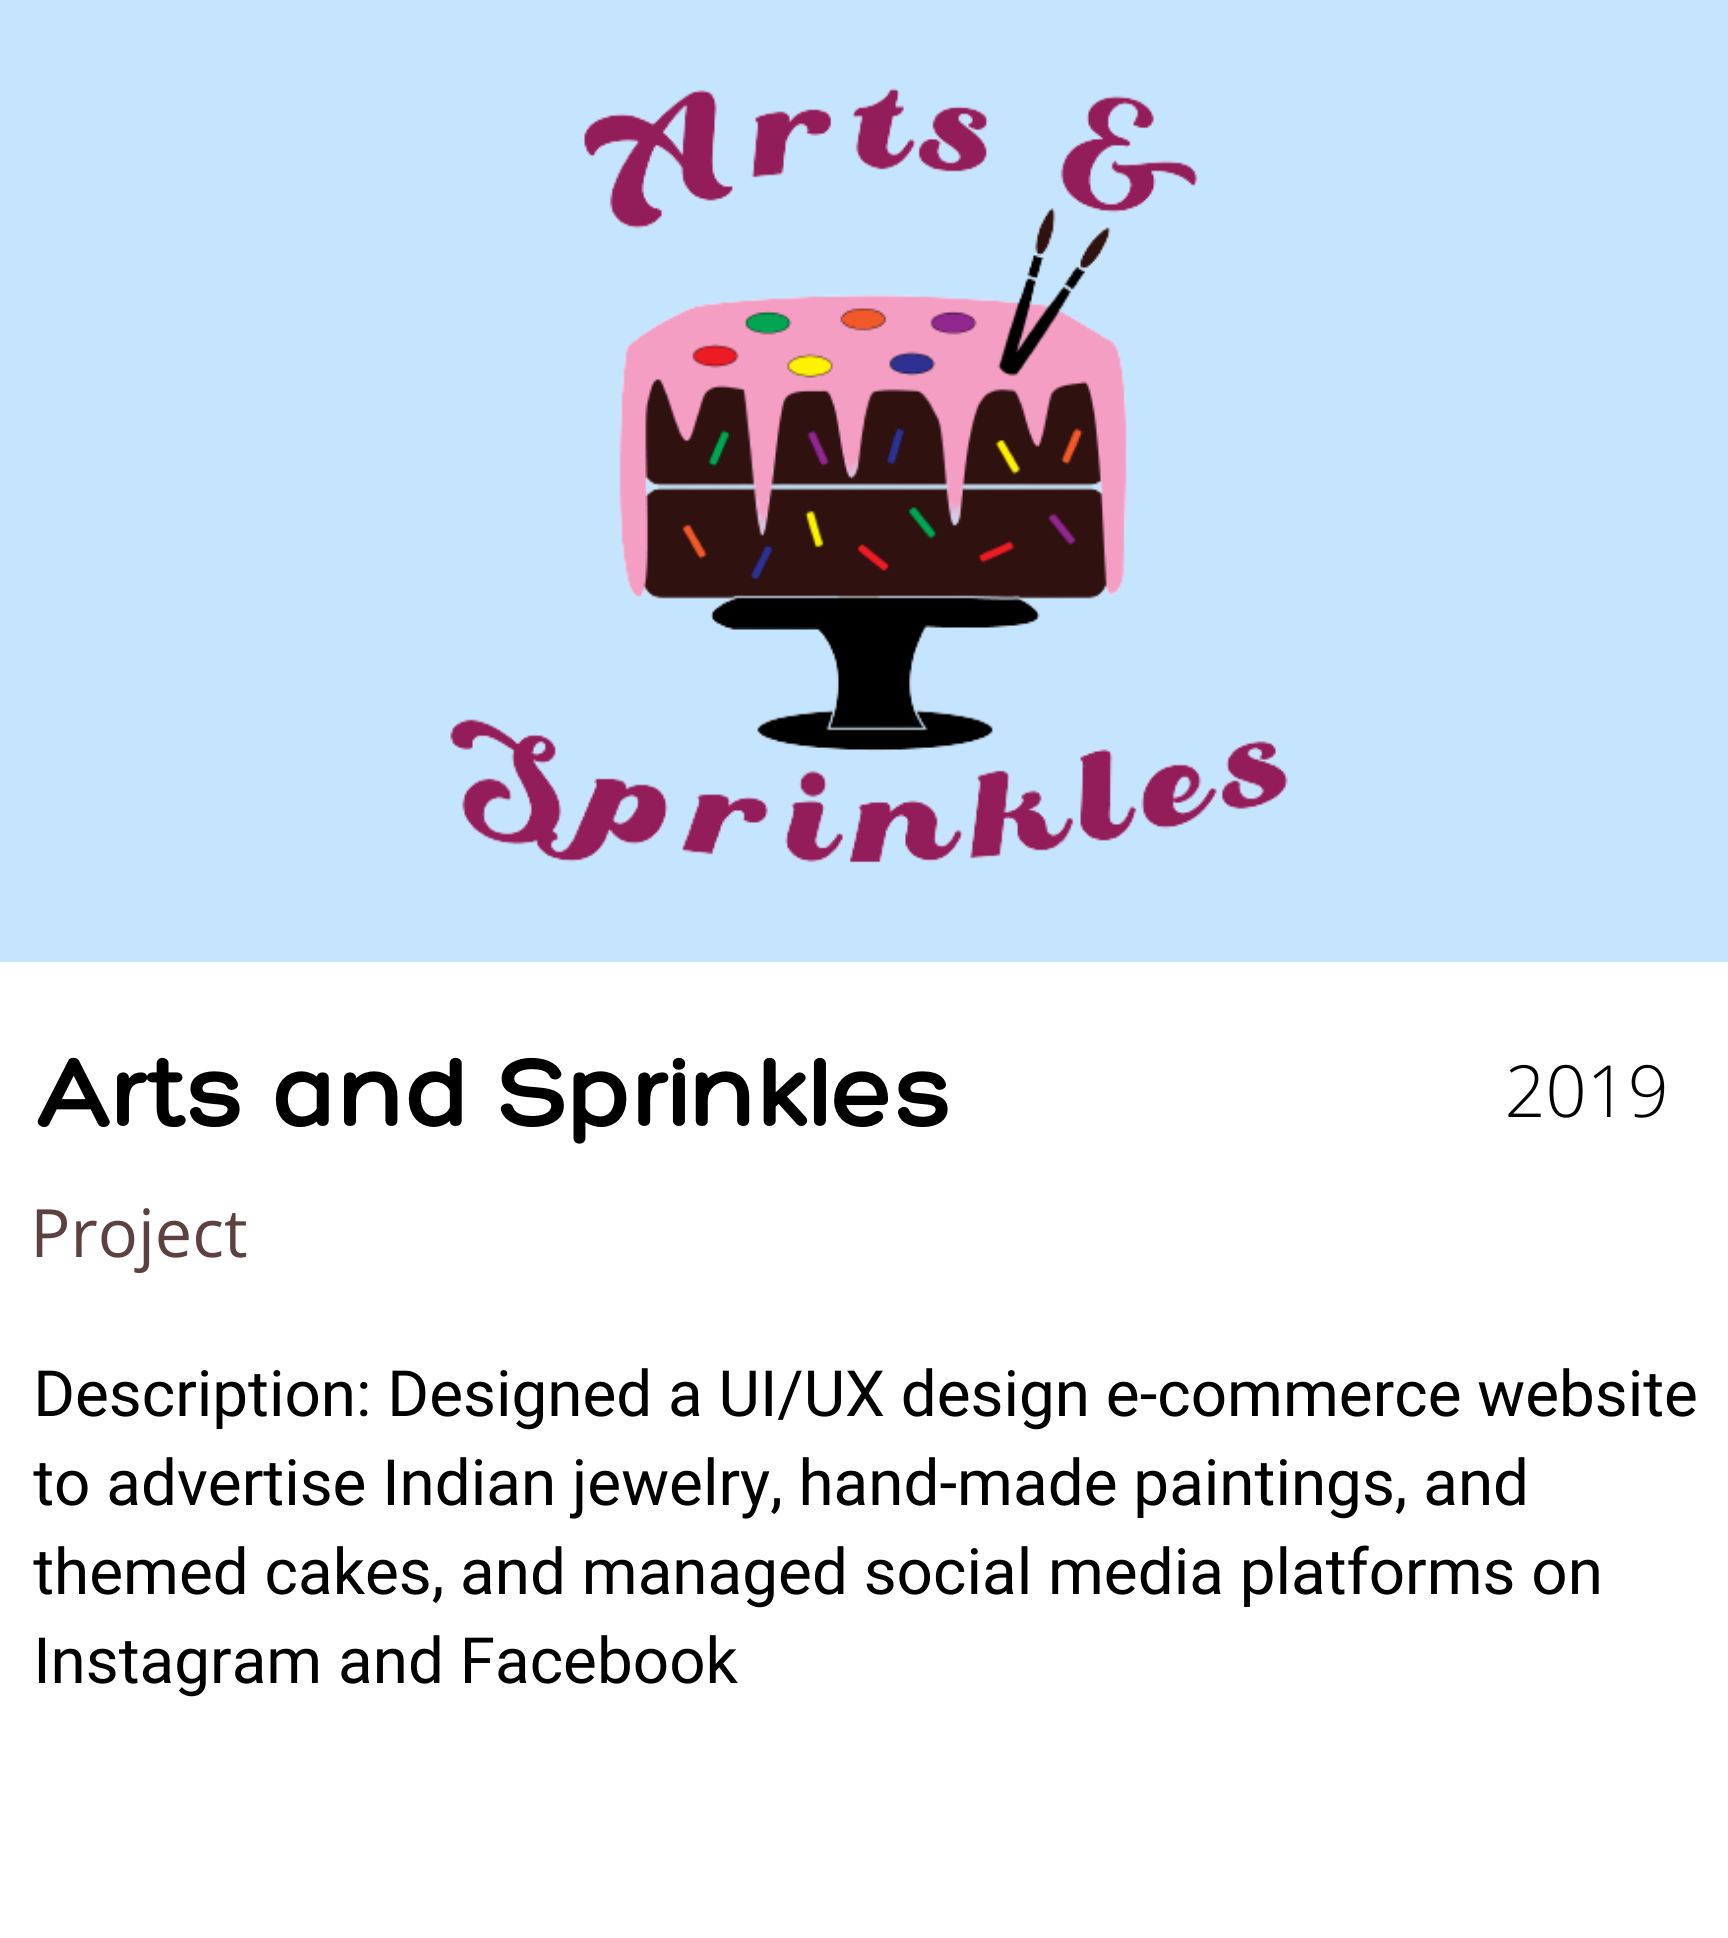 Arts &
Sprinkles
Arts and Sprinkles
2019
Project
Description: Designed a UI/UX design e-commerce website
to advertise Indian jewelry, hand-made paintings, and
themed cakes, and managed social media platforms on
Instagram and Facebook